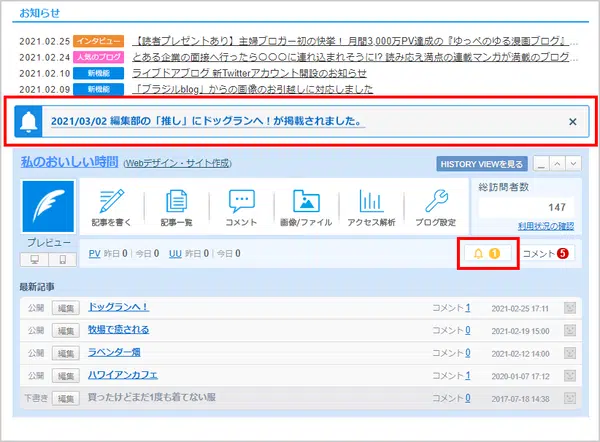 お知らせ
2021.02.25 インタビュー 【読者プレゼントあり】主婦ブロガー初の快挙! 月間3,000万PV達成の『ゆっぺのゆる漫画ブログ』...
2021.02.24 人気のブログ とある企業の面接へ行ったら〇〇〇に連れ込まれそうに!? 読み応え満点の連載マンガが満載のブログ...
2021.02.10 新機能 ライブドアブログ 新Twitterアカウント開設のお知らせ
2021.02.09 新機能 「ブラジルblog」からの画像のお引越しに対応しました
2021/03/02 編集部の「推し」にドッグランへ!が掲載されました。 ×
私のおいしい時間 (Webデザイン・サイト作成) HISTORY VIEWを見る
総訪問者数
147
利用状況の確認
記事を書く 記事一覧 コメント 画像/ファイル アクセス解析 ブログ設定
プレビュー
PV 昨日 0 | 今日 0 UU 昨日 0 | 今日 0 1 コメント 5
最新記事
公開 編集 ドッグランへ! コメント 1 2021-02-25 17:11
公開 編集 牧場で癒される コメント 0 2021-02-19 15:00
公開 編集 ラベンダー畑 コメント 0 2021-02-12 14:00
公開 編集 ハワイアンカフェ コメント 1 2020-01-07 17:12
下書き 編集 買ったけどまだ1度も着てない服 コメント 0 2017-07-18 14:38